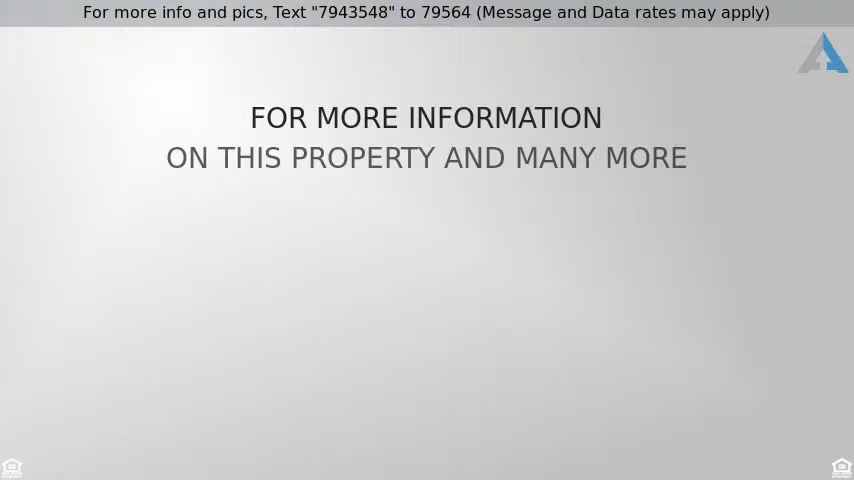 For more info and pics, Text "7943548" to 79564 (Message and Data rates may apply)
FOR MORE INFORMATION
ON THIS PROPERTY AND MANY MORE